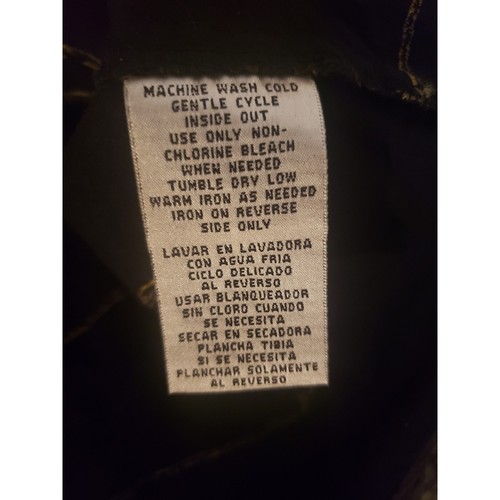 MACHINE WASH COLD
GENTLE CYCLE
INSIDE OUT
USE ONLY NON-
CHLORINE BLEACH
WHEN NEEDED
TUMBLE DRY LOW
WARM IRON AS NEEDED
IRON ON REVERSE
SIDE ONLY
LAVAR EN LAVADORA
CON AGUA FRIA
CICLO DELICADO
AL REVERSO
USAR BLANQUEADOR
SIN CLORO CUANDO
SE NECESITA
SECAR EN SECADORA
PLANCHA TIBIA
SI SE NECESITA
PLANCHAR SOLAMENTE
AL REVERSO